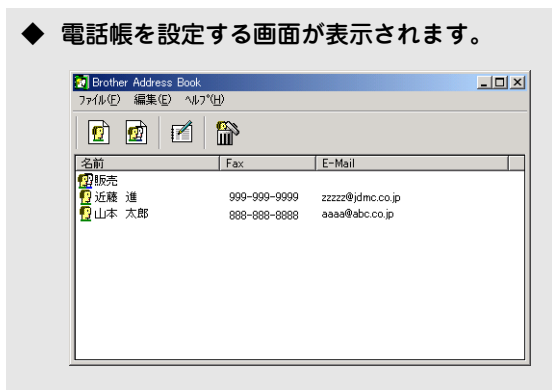 ◆ 電話帳を設定する画面が表示されます。
Brother Address Book
ファイル(F) 編集(E) ヘルプ(H)
名前 Fax E-Mail
販売
近藤 進 999-999-9999 zzzzz@jdmc.co.jp
山本 太郎 888-888-8888 aaaa@abc.co.jp